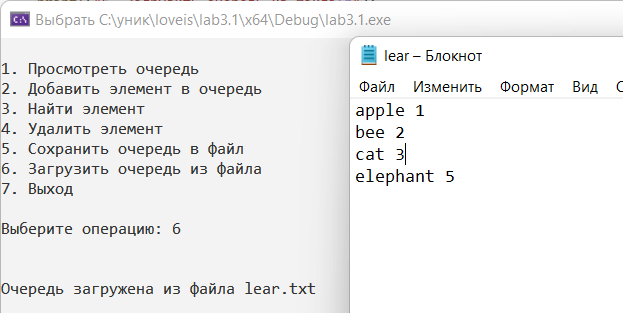 Выбрать C:\уник\loveis\lab3.1\x64\Debug\lab3.1.exe
1. Просмотреть очередь
2. Добавить элемент в очередь
3. Найти элемент
4. Удалить элемент
5. Сохранить очередь в файл
6. Загрузить очередь из файла
7. Выход
Выберите операцию: 6
Очередь загружена из файла lear.txt
lear – Блокнот
Файл Изменить Формат Вид
apple 1
bee 2
cat 3
elephant 5